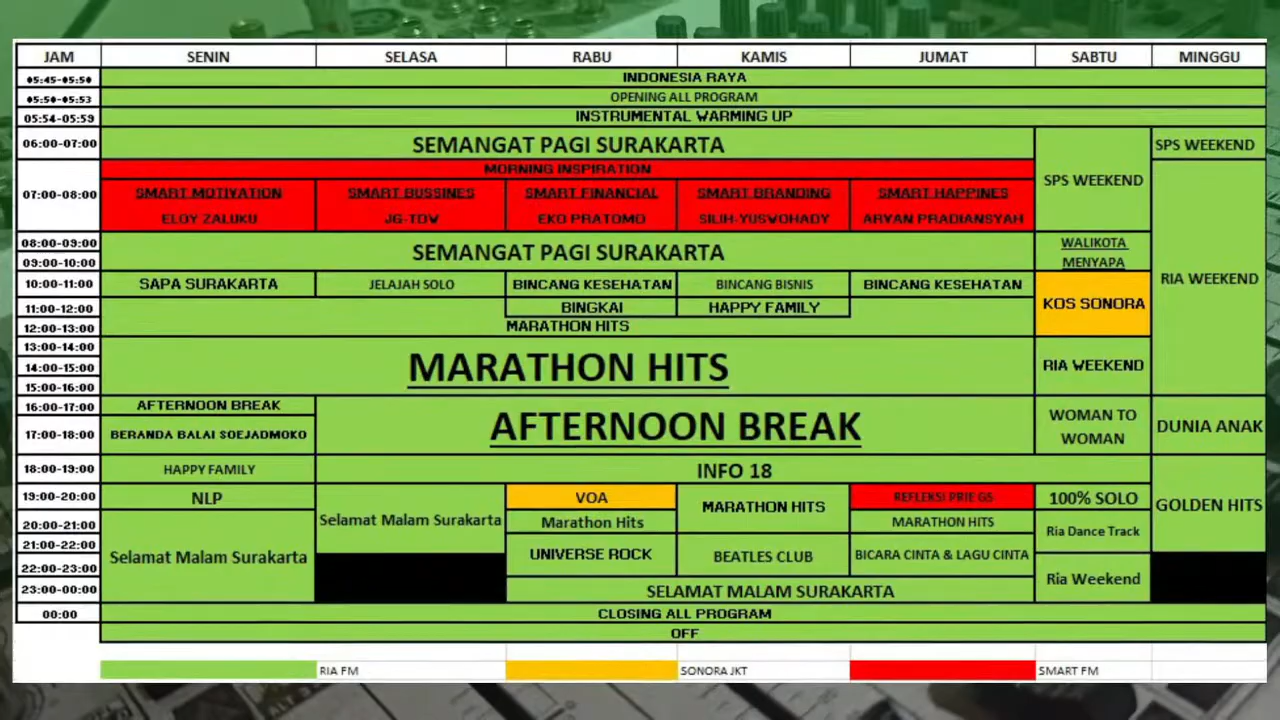 JAM SENIN SELASA RABU KAMIS JUMAT SABTU MINGGU
05:45-05:50 INDONESIA RAYA
05:50-05:53 OPENING ALL PROGRAM
05:54-05:59 INSTRUMENTAL WARMING UP
06:00-07:00 SEMANGAT PAGI SURAKARTA SPS WEEKEND
MORNING INSPIRATION
07:00-08:00 SMART MOTIVATION SMART BUSSINES SMART FINANCIAL SMART BRANDING SMART HAPPINES SPS WEEKEND
ELOY ZALUKU JG-TOW EKO PRATOMO SILIH-YUSWOHADY ARVAN PRADIANSYAH
08:00-09:00 SEMANGAT PAGI SURAKARTA WALIKOTA
09:00-10:00 MENYAPA
10:00-11:00 SAPA SURAKARTA JELAJAH SOLO BINCANG KESEHATAN BINCANG BISNIS BINCANG KESEHATAN KOS SONORA RIA WEEKEND
11:00-12:00 BINGKAI HAPPY FAMILY
12:00-13:00 MARATHON HITS
13:00-14:00
14:00-15:00 MARATHON HITS RIA WEEKEND
15:00-16:00
16:00-17:00 AFTERNOON BREAK AFTERNOON BREAK WOMAN TO DUNIA ANAK
17:00-18:00 BERANDA BALAI SOEJADMOKO WOMAN
18:00-19:00 HAPPY FAMILY INFO 18
19:00-20:00 NLP VOA MARATHON HITS REFLEKSI PRIE GS 100% SOLO GOLDEN HITS
20:00-21:00 Selamat Malam Surakarta Marathon Hits MARATHON HITS Ria Dance Track
21:00-22:00 Selamat Malam Surakarta UNIVERSE ROCK BEATLES CLUB BICARA CINTA & LAGU CINTA
22:00-23:00 Ria Weekend
23:00-00:00 SELAMAT MALAM SURAKARTA
00:00 CLOSING ALL PROGRAM
OFF
RIA FM SONORA JKT SMART FM